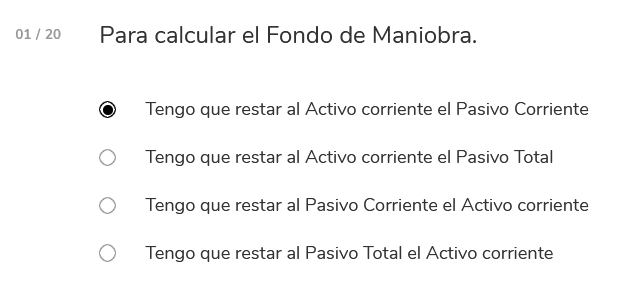 01 / 20
Para calcular el Fondo de Maniobra.
Tengo que restar al Activo corriente el Pasivo Corriente
Tengo que restar al Activo corriente el Pasivo Total
Tengo que restar al Pasivo Corriente el Activo corriente
Tengo que restar al Pasivo Total el Activo corriente